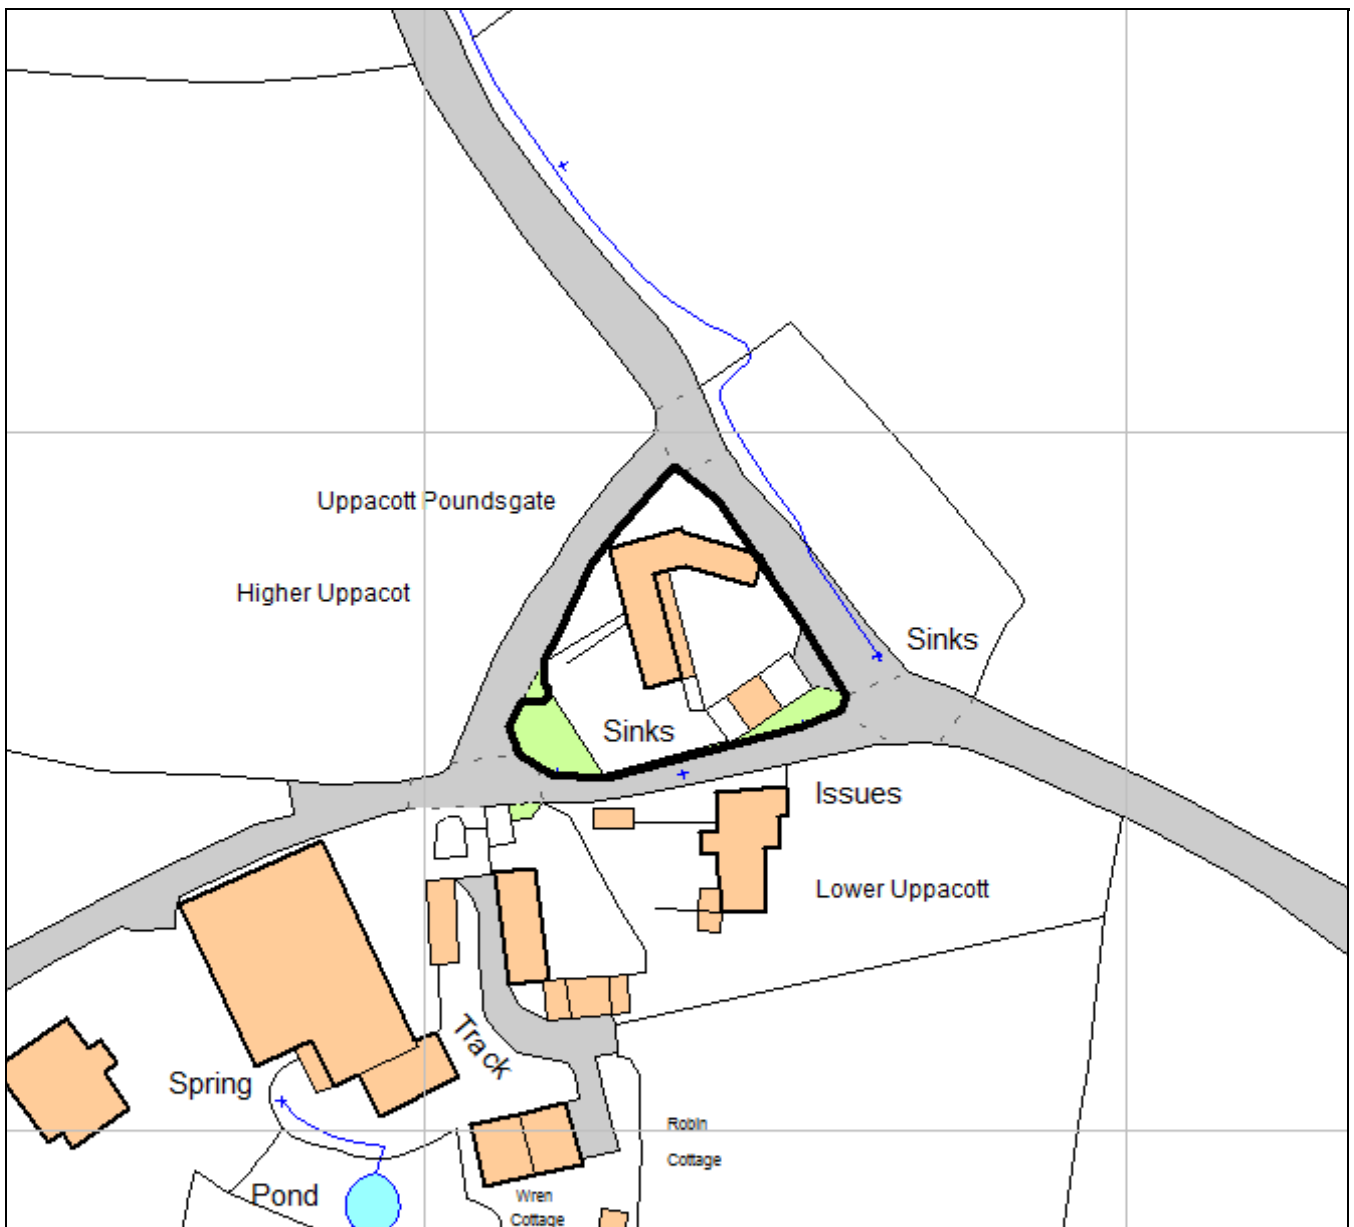 Uppacott Poundsgate
Higher Uppacot
Sinks
Sinks
Issues
Lower Uppacott
Track
Spring
Robin
Cottage
Pond
Wren
Cottage